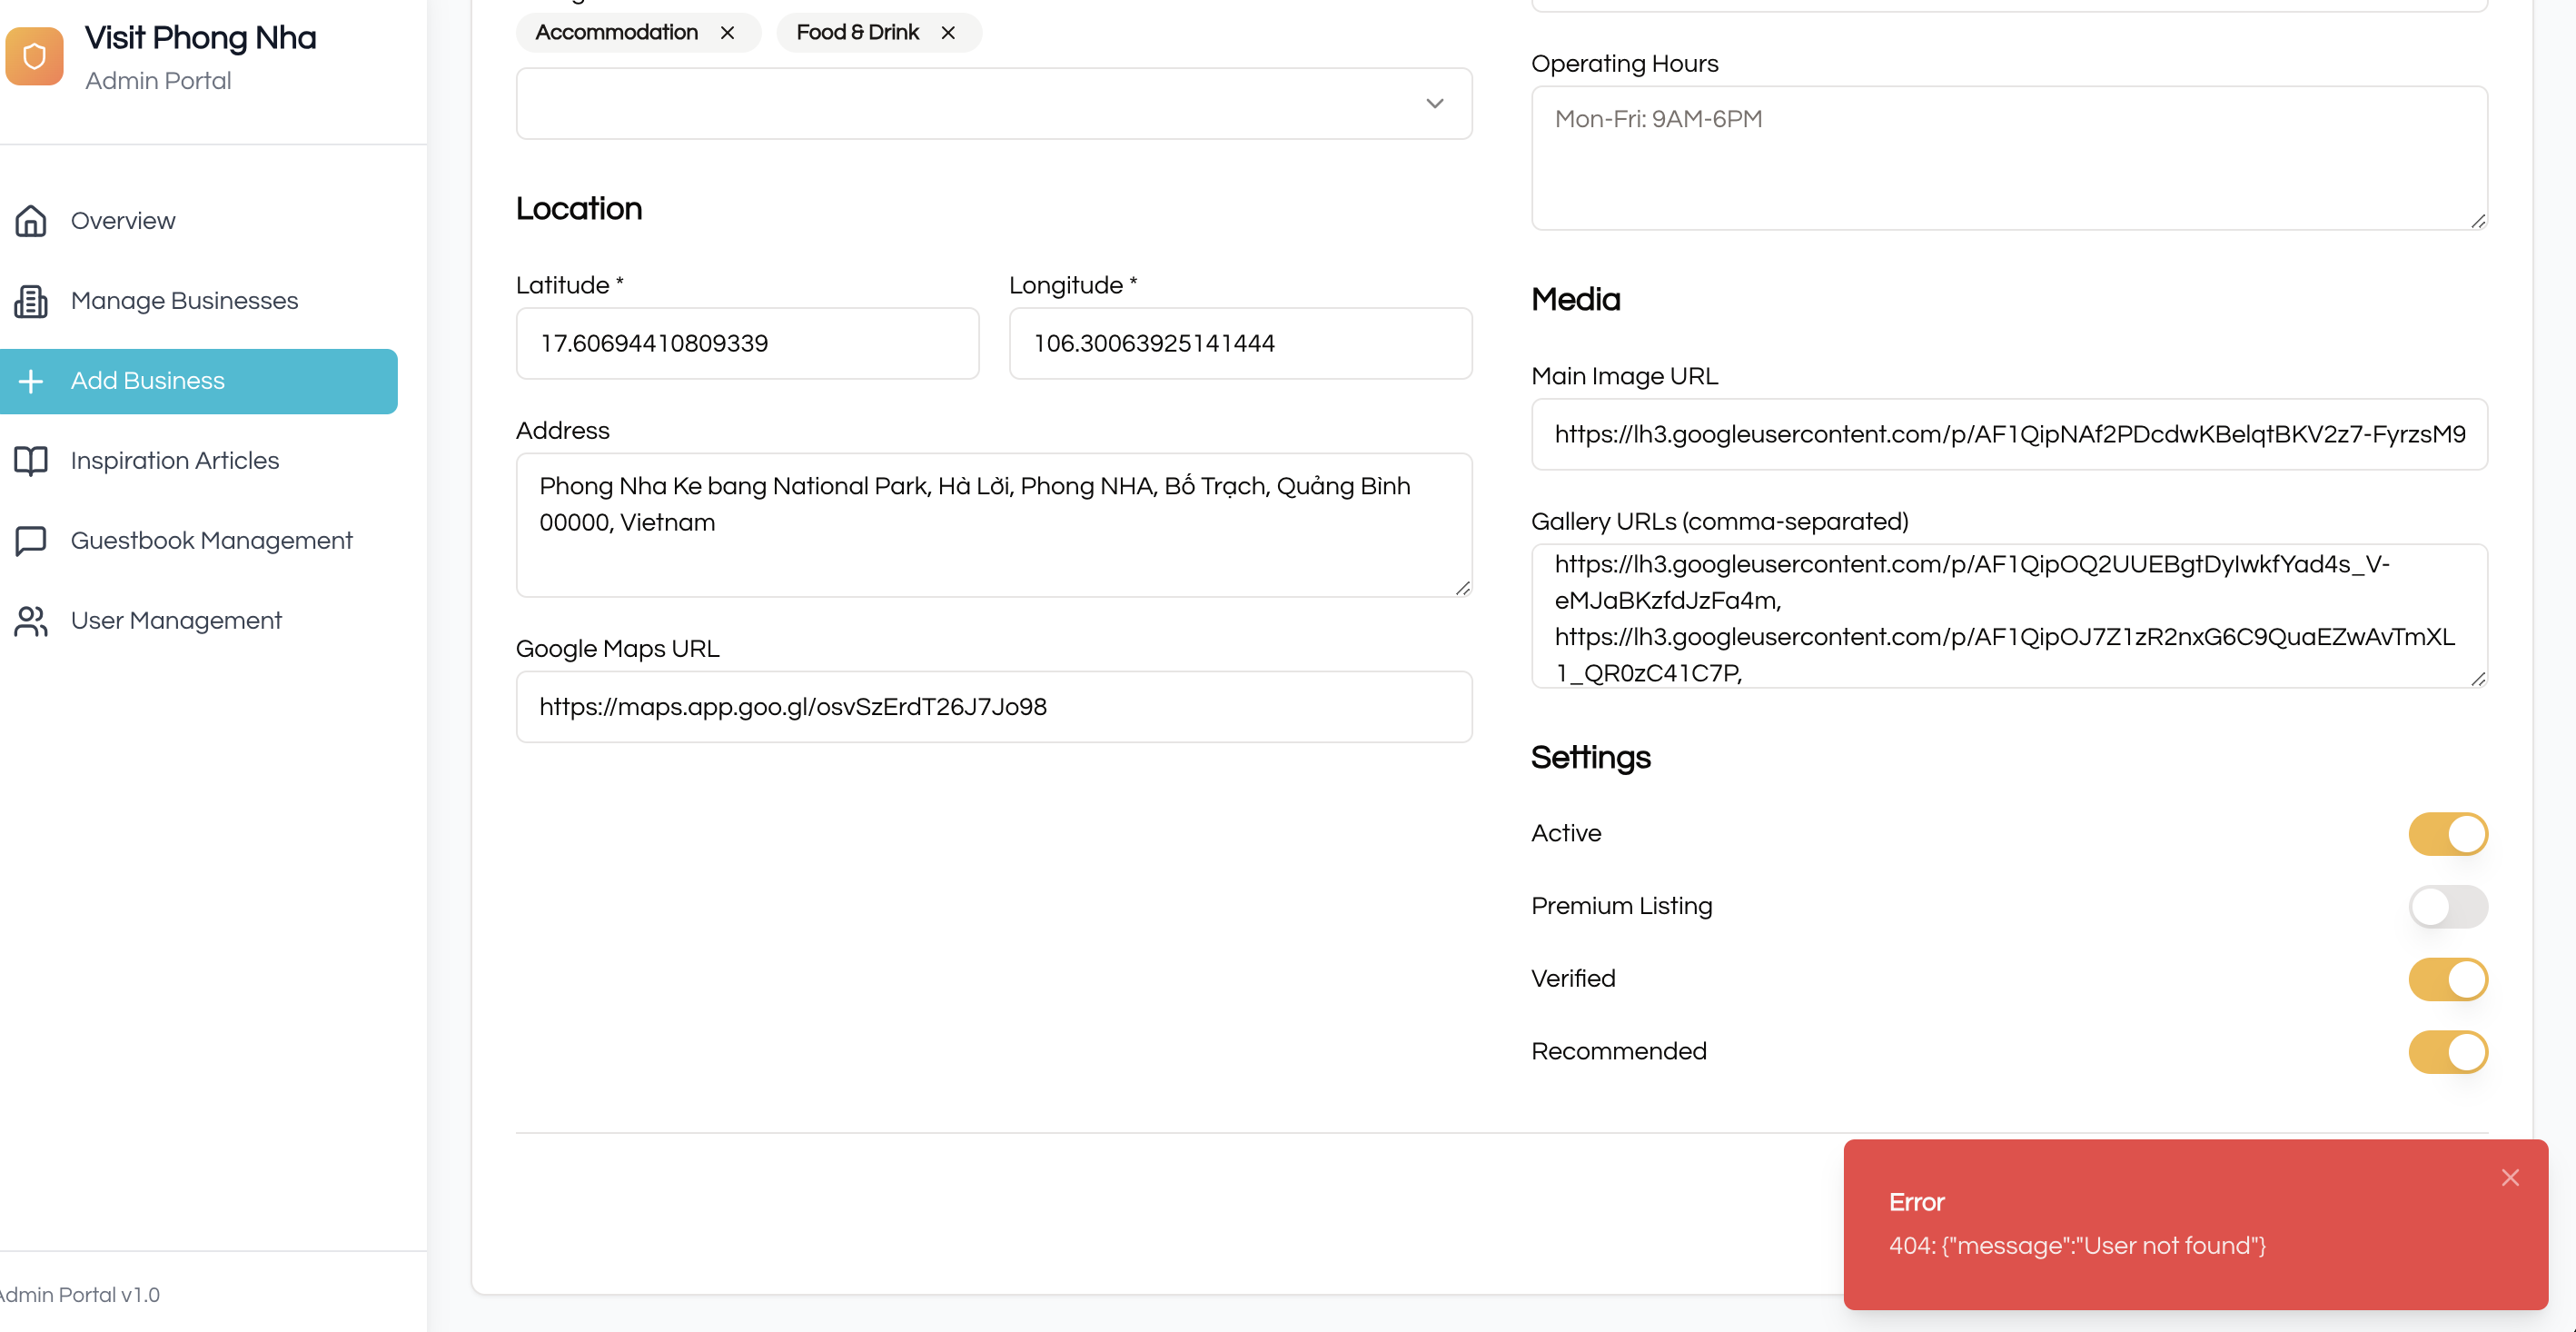 Visit Phong Nha
Admin Portal
Overview
Manage Businesses
Add Business
Inspiration Articles
Guestbook Management
User Management
Admin Portal v1.0
Accommodation
Food & Drink
Location
Latitude *
Longitude *
17.60694410809339
106.30063925141444
Address
Phong Nha Ke bang National Park, Hà Lời, Phong NHA, Bố Trạch, Quảng Bình
00000, Vietnam
Google Maps URL
https://maps.app.goo.gl/osvSzErdT26J7Jo98
Operating Hours
Mon-Fri: 9AM-6PM
Media
Main Image URL
https://lh3.googleusercontent.com/p/AF1QipNAf2PDcdwKBelqtBKV2z7-FyrzsM9
Gallery URLs (comma-separated)
https://lh3.googleusercontent.com/p/AF1QipOQ2UUEBgtDyIwkfYad4s_V-
eMJaBKzfdJzFa4m,
https://lh3.googleusercontent.com/p/AF1QipOJ7Z1zR2nxG6C9QuaEZwAvTmXL
1_QR0zC41C7P,
Settings
Active
Premium Listing
Verified
Recommended
Error
404: {"message":"User not found"}